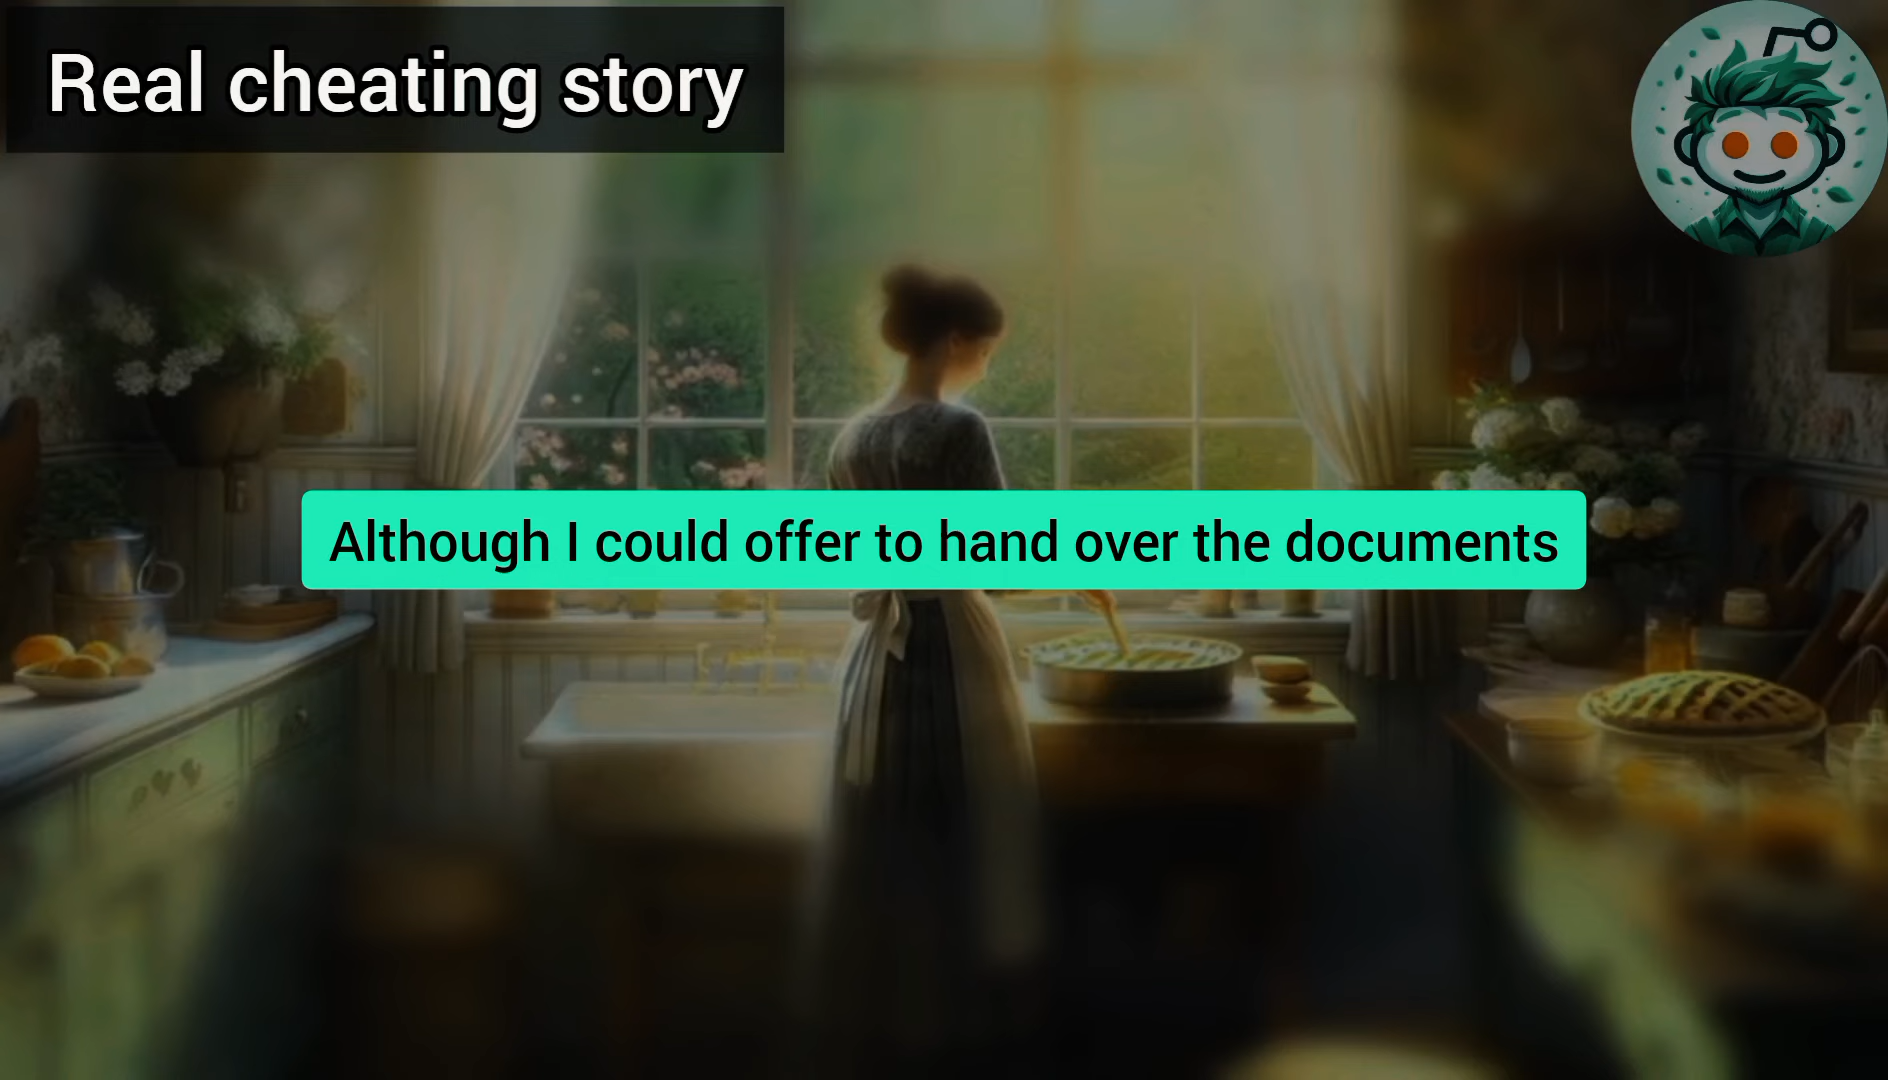 Real cheating story
Although I could offer to hand over the documents